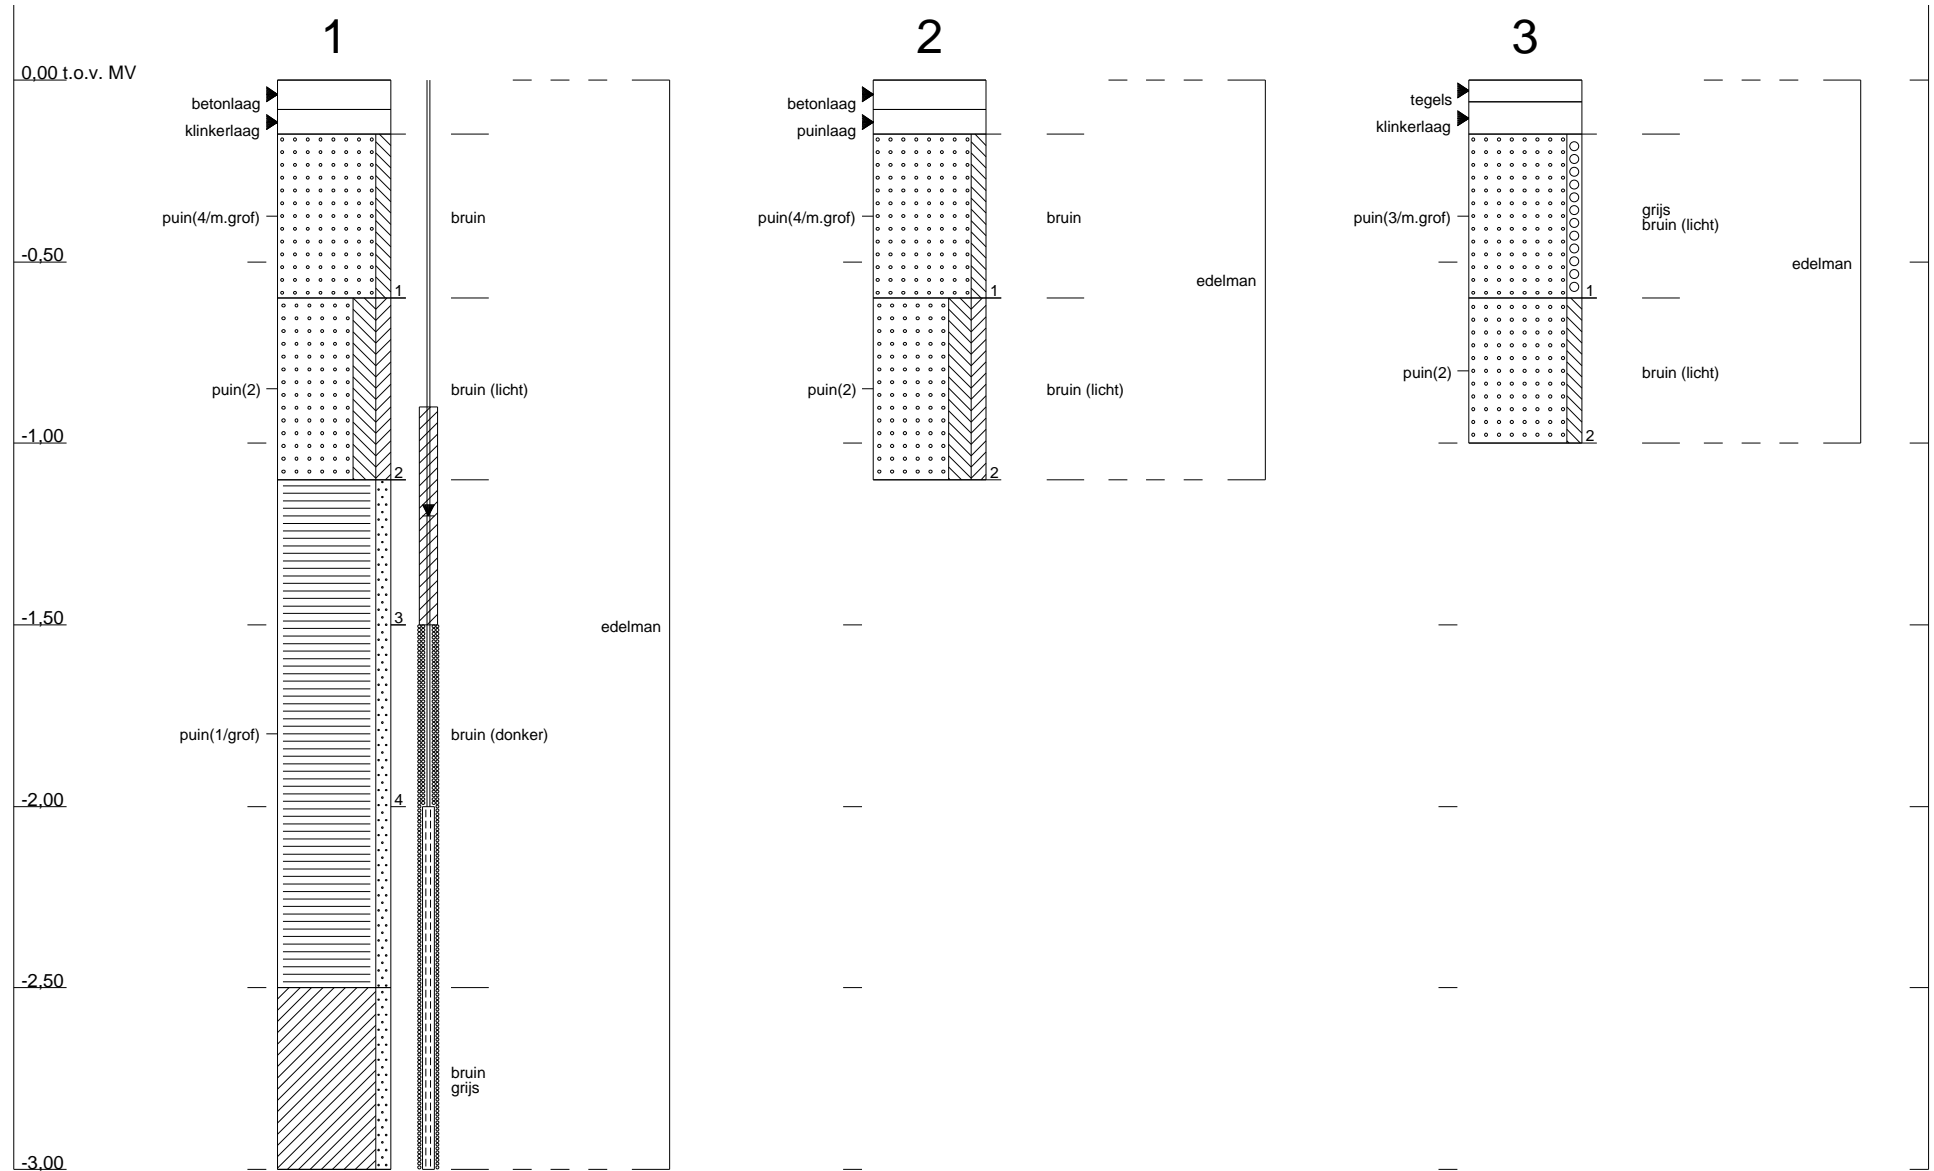 1
2
3
0,00 t.o.v. MV
betonlaag
klinkerlaag
puin(4/m.grof)
bruin
1
puin(2)
bruin (licht)
2
3
edelman
puin(1/grof)
bruin (donker)
4
bruin
grijs
betonlaag
puinlaag
puin(4/m.grof)
bruin
edelman
1
puin(2)
bruin (licht)
2
tegels
klinkerlaag
puin(3/m.grof)
grijs
bruin (licht)
edelman
1
puin(2)
bruin (licht)
2
-0,50
-1,00
-1,50
-2,00
-2,50
-3,00